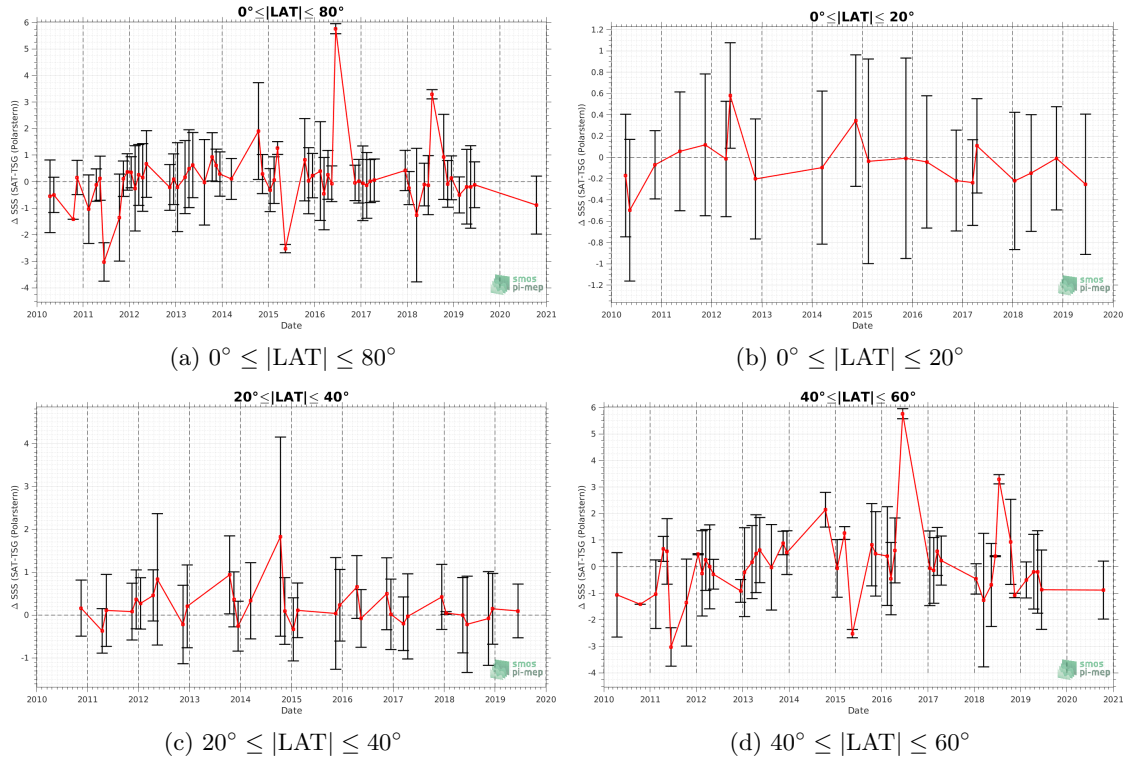 0°≤|LAT|≤ 80°
Δ SSS (SAT-TSG (Polarstern))
6
5
4
3
2
1
0
-1
-2
-3
-4
2010 2011 2012 2013 2014 2015 2016 2017 2018 2019 2020 2021
Date
smos
pi-mep
(a) 0° ≤ |LAT| ≤ 80°
0°≤|LAT|≤ 20°
Δ SSS (SAT-TSG (Polarstern))
1.2
1
0.8
0.6
0.4
0.2
0
-0.2
-0.4
-0.6
-0.8
-1
-1.2
2010 2011 2012 2013 2014 2015 2016 2017 2018 2019 2020
Date
smos
pi-mep
(b) 0° ≤ |LAT| ≤ 20°
20°≤|LAT|≤ 40°
Δ SSS (SAT-TSG (Polarstern))
4
3
2
1
0
-1
2010 2011 2012 2013 2014 2015 2016 2017 2018 2019 2020
Date
smos
pi-mep
(c) 20° ≤ |LAT| ≤ 40°
40°≤|LAT|≤ 60°
Δ SSS (SAT-TSG (Polarstern))
6
5
4
3
2
1
0
-1
-2
-3
-4
2010 2011 2012 2013 2014 2015 2016 2017 2018 2019 2020 2021
Date
smos
pi-mep
(d) 40° ≤ |LAT| ≤ 60°